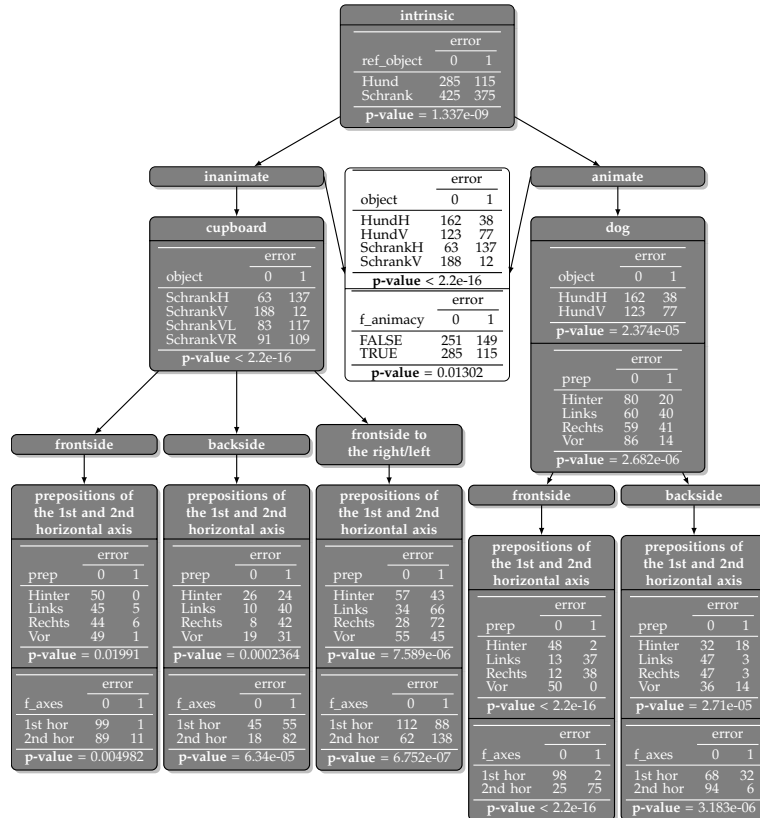 intrinsic
error
ref_object 0 1
Hund 285 115
Schrank 425 375
p-value = 1.337e-09
inanimate
animate
error
object 0 1
HundH 162 38
HundV 123 77
SchrankH 63 137
SchrankV 188 12
p-value < 2.2e-16
error
f_animacy 0 1
FALSE 251 149
TRUE 285 115
p-value = 0.01302
cupboard
error
object 0 1
SchrankH 63 137
SchrankV 188 12
SchrankVL 83 117
SchrankVR 91 109
p-value < 2.2e-16
dog
error
object 0 1
HundH 162 38
HundV 123 77
p-value = 2.374e-05
error
prep 0 1
Hinter 80 20
Links 60 40
Rechts 59 41
Vor 86 14
p-value = 2.682e-06
frontside
prepositions of
the 1st and 2nd
horizontal axis
error
prep 0 1
Hinter 50 0
Links 45 5
Rechts 44 6
Vor 49 1
p-value = 0.01991
error
f_axes 0 1
1st hor 99 1
2nd hor 89 11
p-value = 0.004982
backside
prepositions of
the 1st and 2nd
horizontal axis
error
prep 0 1
Hinter 26 24
Links 10 40
Rechts 8 42
Vor 19 31
p-value = 0.0002364
error
f_axes 0 1
1st hor 45 55
2nd hor 18 82
p-value = 6.34e-05
frontside to
the right/left
prepositions of
the 1st and 2nd
horizontal axis
error
prep 0 1
Hinter 57 43
Links 34 66
Rechts 28 72
Vor 55 45
p-value = 7.589e-06
error
f_axes 0 1
1st hor 112 88
2nd hor 62 138
p-value = 6.752e-07
frontside
prepositions of
the 1st and 2nd
horizontal axis
error
prep 0 1
Hinter 48 2
Links 13 37
Rechts 12 38
Vor 50 0
p-value < 2.2e-16
error
f_axes 0 1
1st hor 98 2
2nd hor 25 75
p-value < 2.2e-16
backside
prepositions of
the 1st and 2nd
horizontal axis
error
prep 0 1
Hinter 32 18
Links 47 3
Rechts 47 3
Vor 36 14
p-value = 2.71e-05
error
f_axes 0 1
1st hor 68 32
2nd hor 94 6
p-value = 3.183e-06